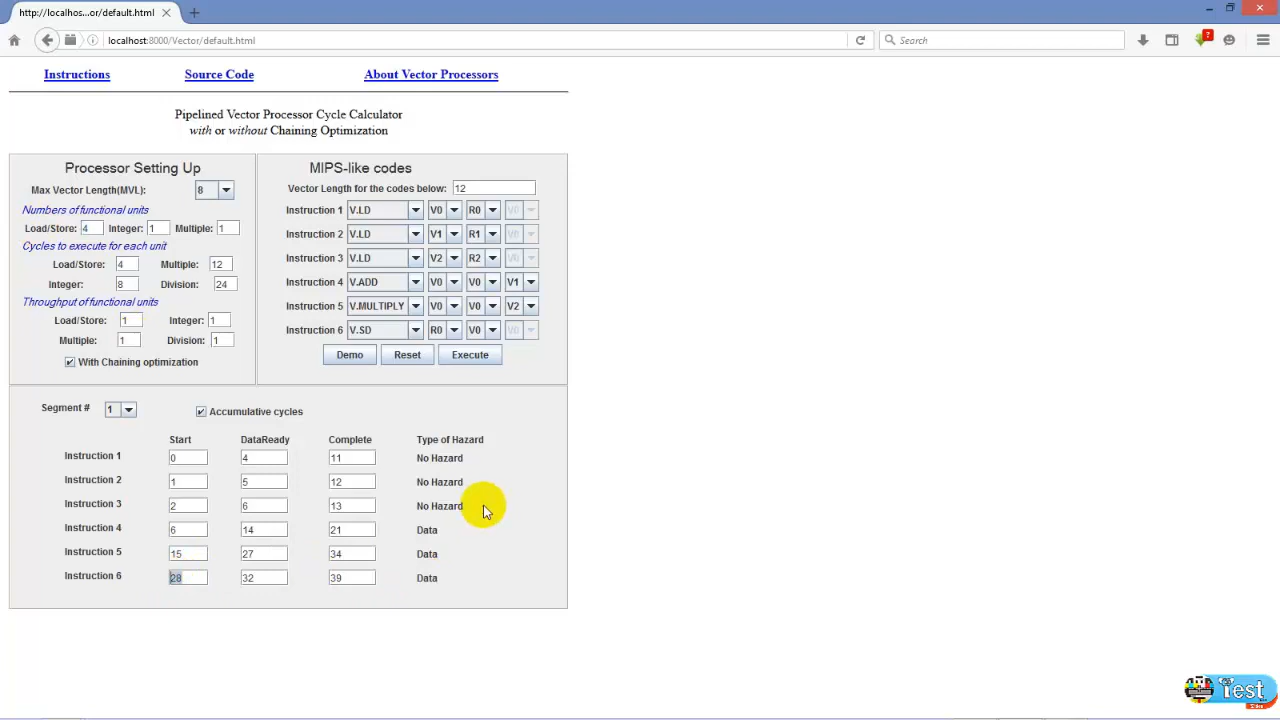 http://localhos...or/default.html
localhost:8000/Vector/default.html
Search
?
Instructions Source Code About Vector Processors
Pipelined Vector Processor Cycle Calculator
with or without Chaining Optimization
Processor Setting Up
Max Vector Length(MVL): 8
Numbers of functional units
Load/Store: 4 Integer: 1 Multiple: 1
Cycles to execute for each unit
Load/Store: 4 Multiple: 12
Integer: 8 Division: 24
Throughput of functional units
Load/Store: 1 Integer: 1
Multiple: 1 Division: 1
With Chaining optimization
MIPS-like codes
Vector Length for the codes below: 12
Instruction 1 V.LD V0 R0 V0
Instruction 2 V.LD V1 R1 V0
Instruction 3 V.LD V2 R2 V0
Instruction 4 V.ADD V0 V0 V1
Instruction 5 V.MULTIPLY V0 V0 V2
Instruction 6 V.SD R0 V0 V0
Demo Reset Execute
Segment # 1 Accumulative cycles
Start DataReady Complete Type of Hazard
Instruction 1 0 4 11 No Hazard
Instruction 2 1 5 12 No Hazard
Instruction 3 2 6 13 No Hazard
Instruction 4 6 14 21 Data
Instruction 5 15 27 34 Data
Instruction 6 28 32 39 Data
Test